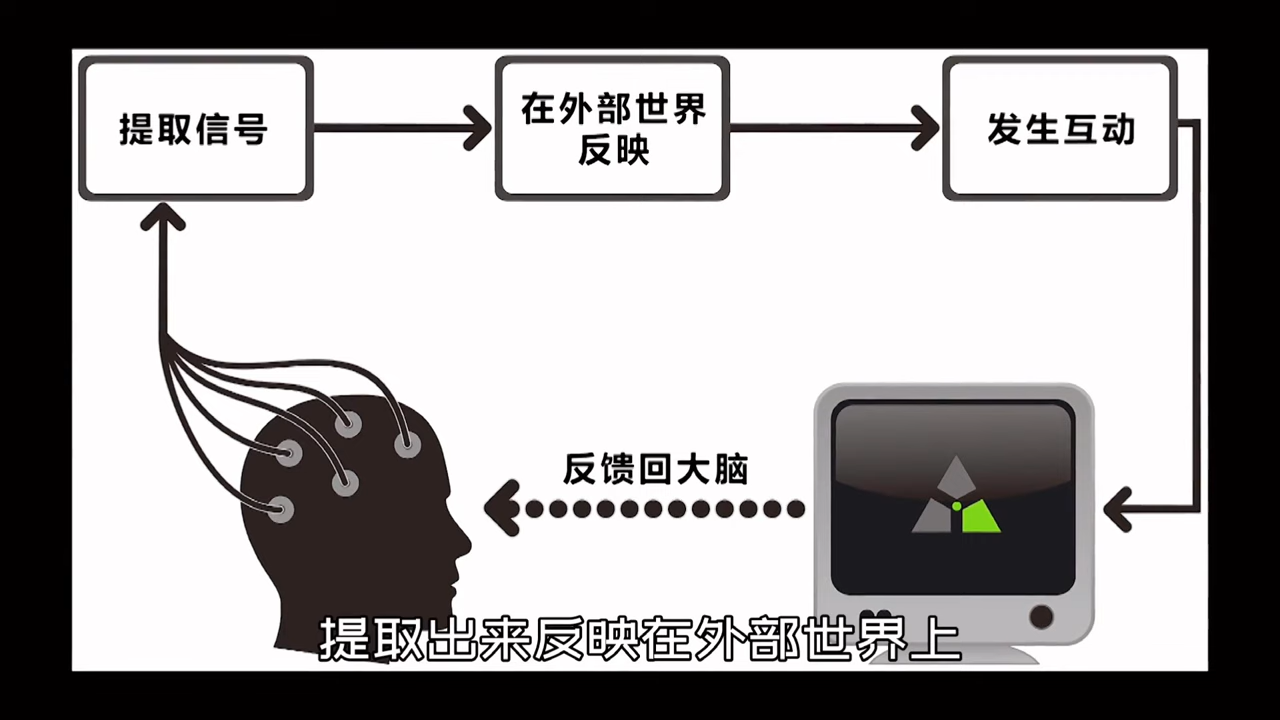 提取信号
在外部世界
反映
发生互动
反馈回大脑
提取出来反映在外部世界上